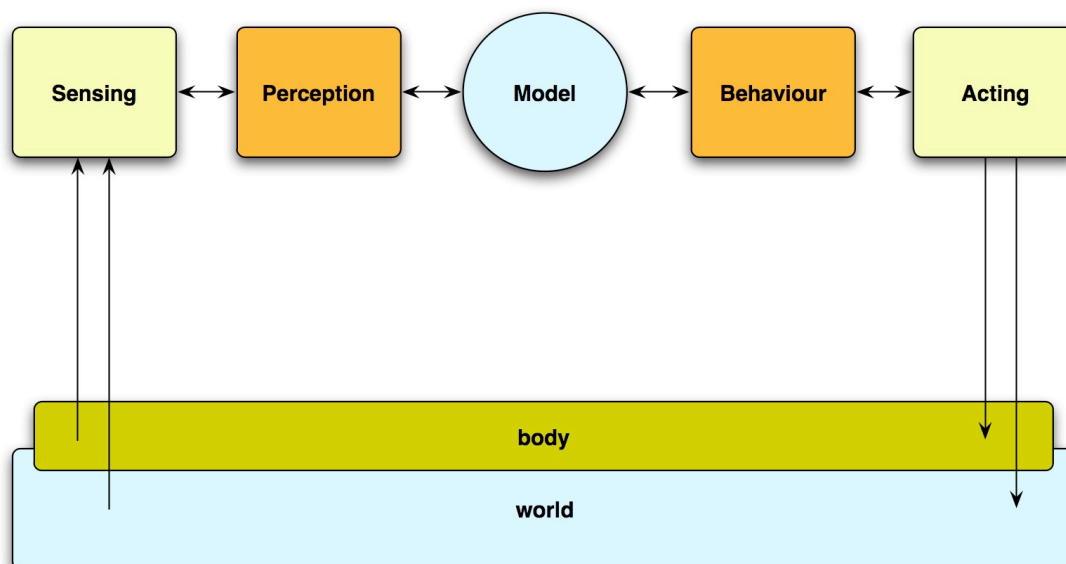 Sensing
Perception
Model
Behaviour
Acting
body
world